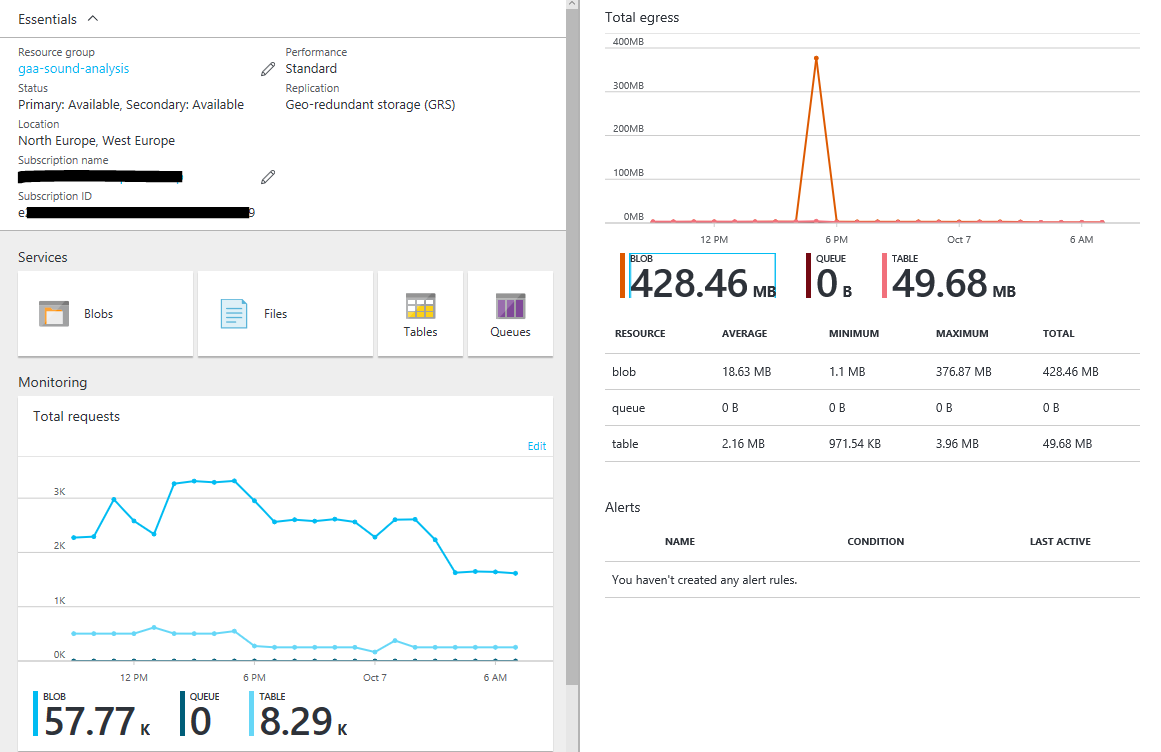 Essentials
Resource group
gaa-sound-analysis
Performance
Standard
Status
Primary: Available, Secondary: Available
Replication
Geo-redundant storage (GRS)
Location
North Europe, West Europe
Subscription name
Subscription ID
e. 9
Services
Blobs
Files
Tables
Queues
Monitoring
Total requests
Edit
3K
2K
1K
0K
12 PM 6 PM Oct 7 6 AM
BLOB QUEUE TABLE
57.77 K 0 8.29 K
Total egress
400MB
300MB
200MB
100MB
0MB
12 PM 6 PM Oct 7 6 AM
BLOB QUEUE TABLE
428.46 MB 0 B 49.68 MB
RESOURCE AVERAGE MINIMUM MAXIMUM TOTAL
blob 18.63 MB 1.1 MB 376.87 MB 428.46 MB
queue 0 B 0 B 0 B 0 B
table 2.16 MB 971.54 KB 3.96 MB 49.68 MB
Alerts
NAME CONDITION LAST ACTIVE
You haven't created any alert rules.